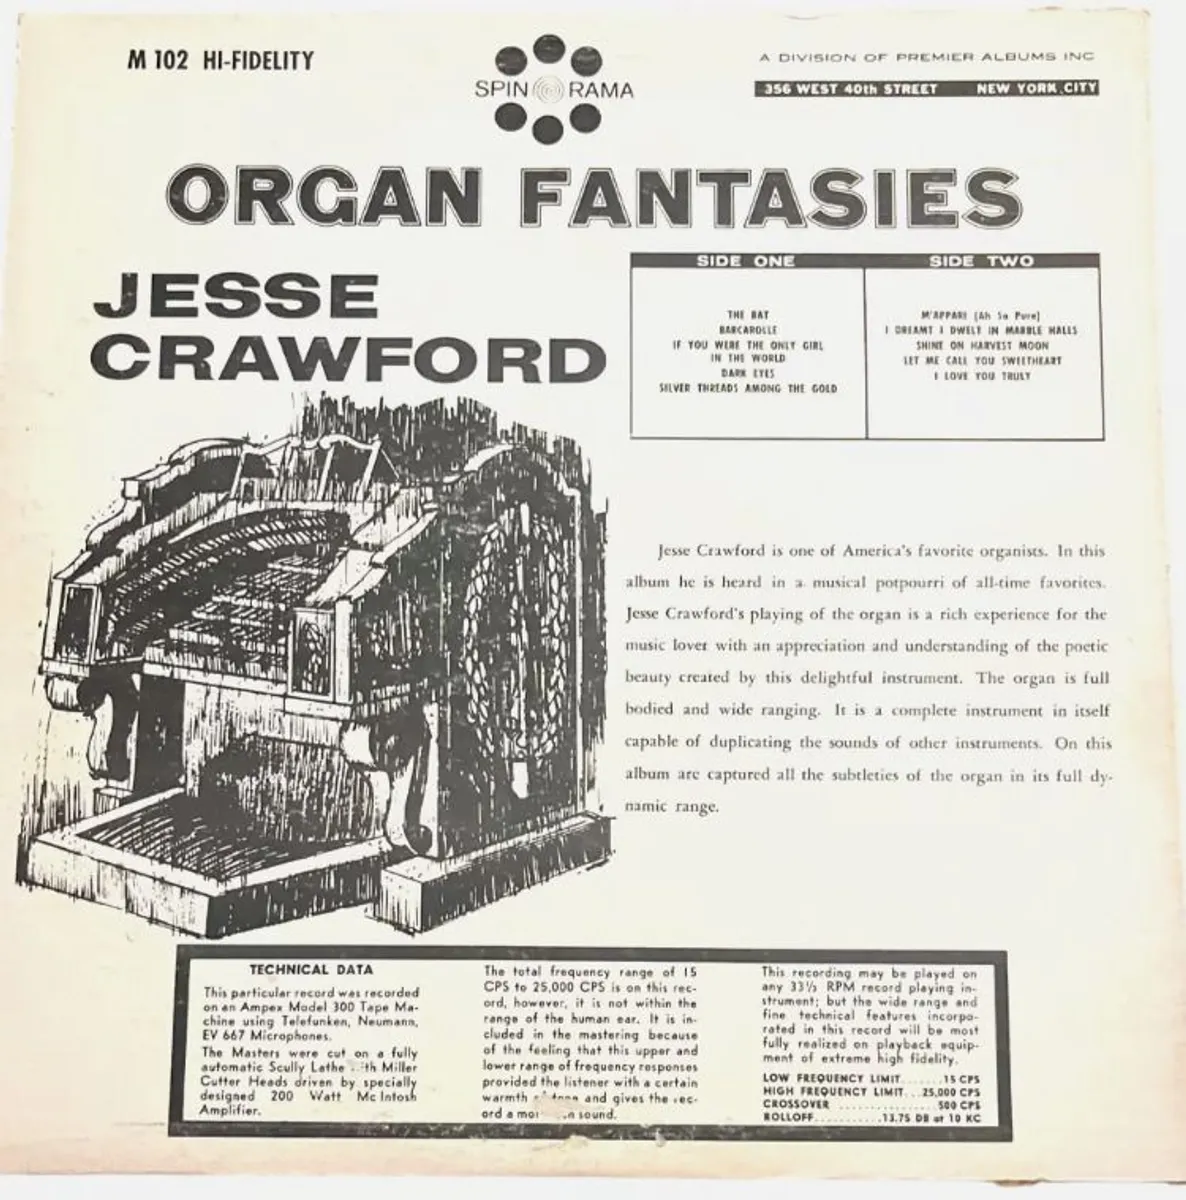 M 102 HI-FIDELITY
SPIN RAMA
A DIVISION OF PREMIER ALBUMS INC
356 WEST 40th STREET NEW YORK CITY
ORGAN FANTASIES
JESSE
CRAWFORD
SIDE ONE
THE BAT
BARCAROLLE
IF YOU WERE THE ONLY GIRL
IN THE WORLD
DARK EYES
SILVER THREADS AMONG THE GOLD
SIDE TWO
M'APPARI (Ah So Pure)
I DREAMT I DWELT IN MARBLE HALLS
SHINE ON HARVEST MOON
LET ME CALL YOU SWEETHEART
I LOVE YOU TRULY
Jesse Crawford is one of America's favorite organists. In this
album he is heard in a musical potpourri of all-time favorites.
Jesse Crawford's playing of the organ is a rich experience for the
music lover with an appreciation and understanding of the poetic
beauty created by this delightful instrument. The organ is full
bodied and wide ranging. It is a complete instrument in itself
capable of duplicating the sounds of other instruments. On this
album are captured all the subtleties of the organ in its full dy-
namic range.
TECHNICAL DATA
This particular record was recorded
on an Ampex Model 300 Tape Ma-
chine using Telefunken, Neumann,
EV 667 Microphones.
The Masters were cut on a fully
automatic Scully Lathe Miller
Cutter Heads driven by specially
designed 200 Watt McIntosh
Amplifier.
The total frequency range of 15
CPS to 25,000 CPS is on this rec-
ord, however, it is not within the
range of the human ear. It is in-
cluded in the mastering because
of the feeling that this upper and
lower range of frequency responses
provided the listener with a certain
warmth and gives the rec-
ord a sound.
This recording may be played on
any 33⅓ RPM record playing in-
strument; but the wide range and
fine technical features incorpo-
rated in this record will be most
fully realized on playback equip-
ment of extreme high fidelity.
LOW FREQUENCY LIMIT.......15 CPS
HIGH FREQUENCY LIMIT...25,000 CPS
CROSSOVER ...............500 CPS
ROLLOFF...........13.75 DB at 10 KC